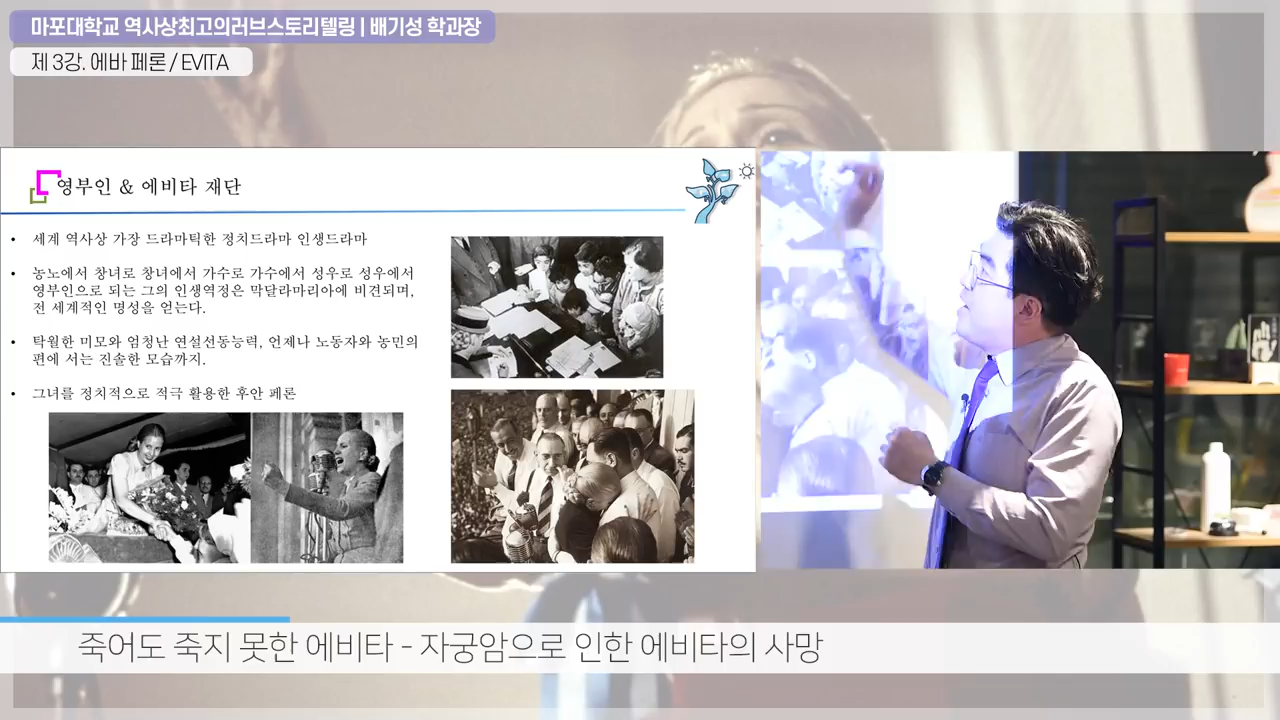 마포대학교 역사상최고의러브스토리텔링 | 배기성 학과장
제 3강. 에바 페론 / EVITA
영부인 & 에비타 재단
• 세계 역사상 가장 드라마틱한 정치드라마 인생드라마
• 농노에서 창녀로 창녀에서 가수로 가수에서 성우로 성우에서
영부인으로 되는 그의 인생역정은 막달라마리아에 비견되며,
전 세계적인 명성을 얻는다.
• 탁월한 미모와 엄청난 연설선동능력, 언제나 노동자와 농민의
편에 서는 진솔한 모습까지.
• 그녀를 정치적으로 적극 활용한 후안 페론
죽어도 죽지 못한 에비타 - 자궁암으로 인한 에비타의 사망